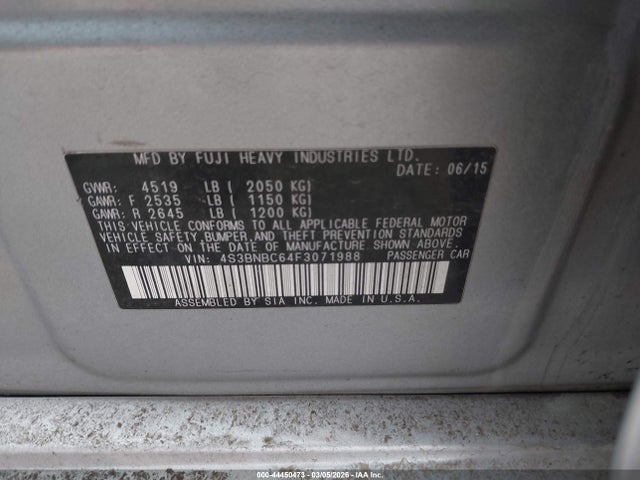 MFD BY FUJI HEAVY INDUSTRIES LTD.
DATE: 06/15
GVWR: 4519 LB ( 2050 KG)
GAWR: F 2535 LB ( 1150 KG)
GAWR: R 2645 LB ( 1200 KG)
THIS VEHICLE CONFORMS TO ALL APPLICABLE FEDERAL MOTOR
VEHICLE SAFETY, BUMPER, AND THEFT PREVENTION STANDARDS
IN EFFECT ON THE DATE OF MANUFACTURE SHOWN ABOVE.
VIN: 4S3BNBC64F3071988 PASSENGER CAR
ASSEMBLED BY SIA INC. MADE IN U.S.A.
000-44450473 - 03/05/2026 - IAA Inc.